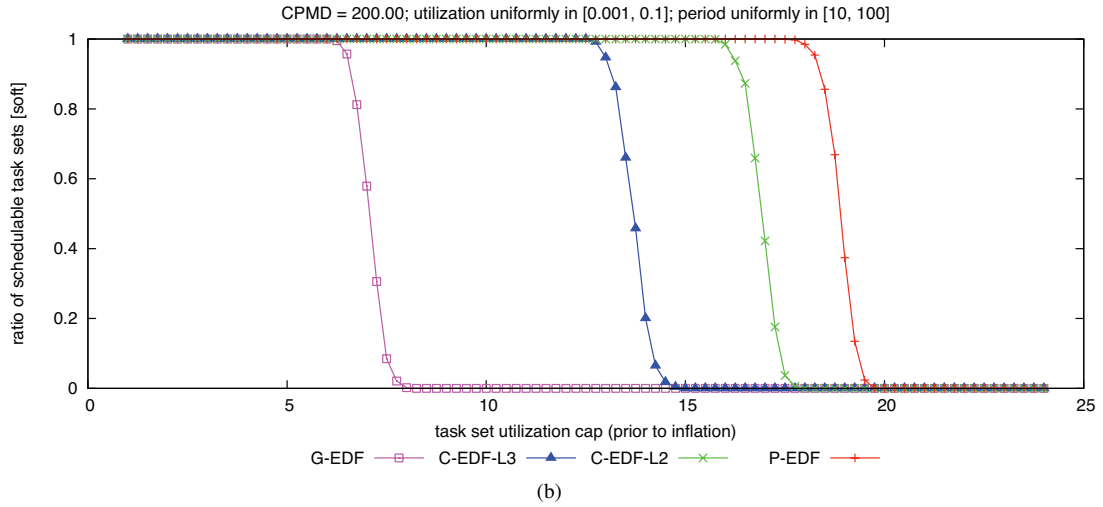 CPMD = 200.00; utilization uniformly in [0.001, 0.1]; period uniformly in [10, 100]
ratio of schedulable task sets [soft]
1
0.8
0.6
0.4
0.2
0
0 5 10 15 20 25
task set utilization cap (prior to inflation)
G-EDF C-EDF-L3 C-EDF-L2 P-EDF
(b)